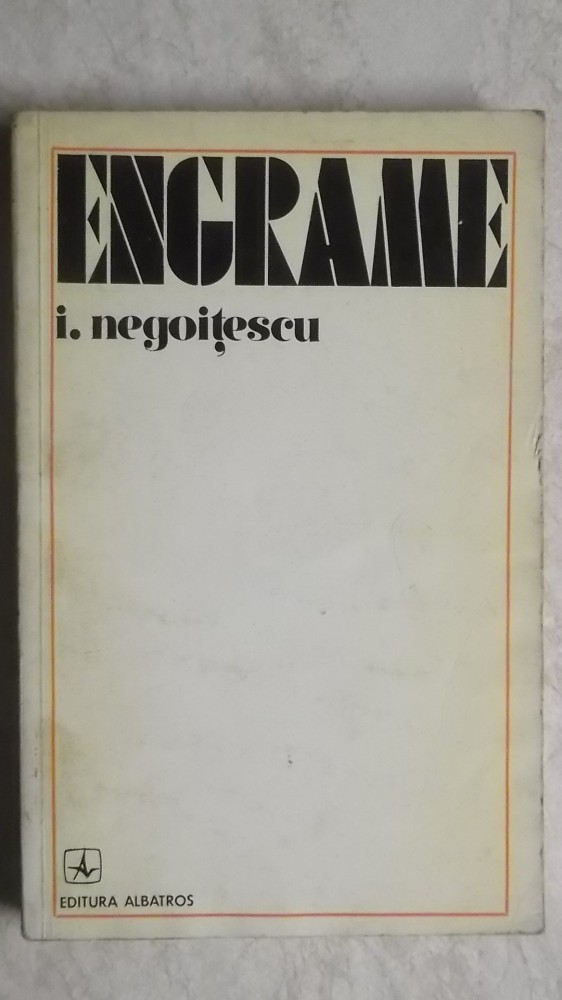 ENGRAME
i. negoițescu
EDITURA ALBATROS